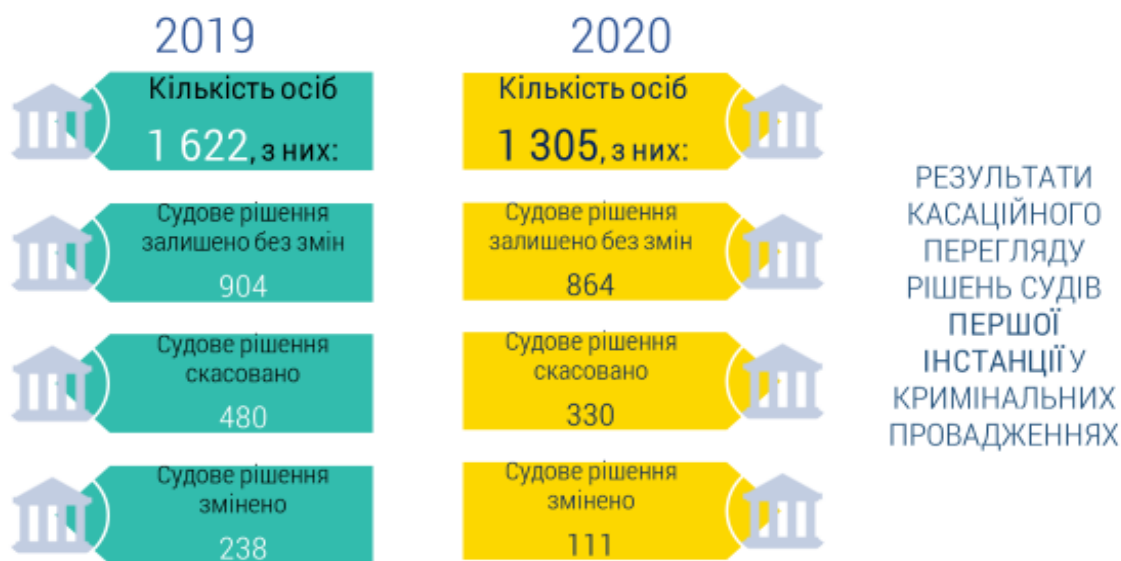 2019
Кількість осіб
1 622, з них:
Судове рішення
залишено без змін
904
Судове рішення
скасовано
480
Судове рішення
змінено
238
2020
Кількість осіб
1 305, з них:
Судове рішення
залишено без змін
864
Судове рішення
скасовано
330
Судове рішення
змінено
111
РЕЗУЛЬТАТИ
КАСАЦІЙНОГО
ПЕРЕГЛЯДУ
РІШЕНЬ СУДІВ
ПЕРШОЇ
ІНСТАНЦІЇ У
КРИМІНАЛЬНИХ
ПРОВАДЖЕННЯХ